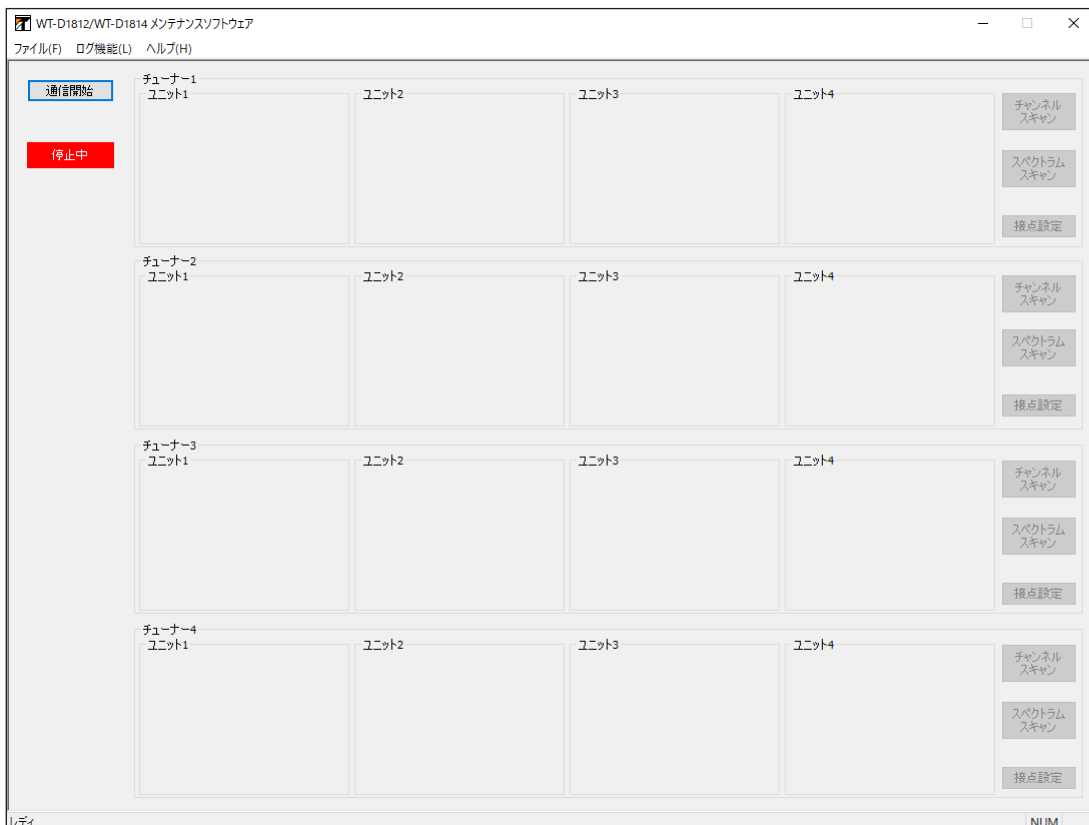 WT-D1812/WT-D1814 メンテナンスソフトウェア
ファイル(F) ログ機能(L) ヘルプ(H)
通信開始
停止中
チューナー1
ユニット1 ユニット2 ユニット3 ユニット4
チャンネル
スキャン
スペクトラム
スキャン
接点設定
チューナー2
ユニット1 ユニット2 ユニット3 ユニット4
チャンネル
スキャン
スペクトラム
スキャン
接点設定
チューナー3
ユニット1 ユニット2 ユニット3 ユニット4
チャンネル
スキャン
スペクトラム
スキャン
接点設定
チューナー4
ユニット1 ユニット2 ユニット3 ユニット4
チャンネル
スキャン
スペクトラム
スキャン
接点設定
レディ NUM